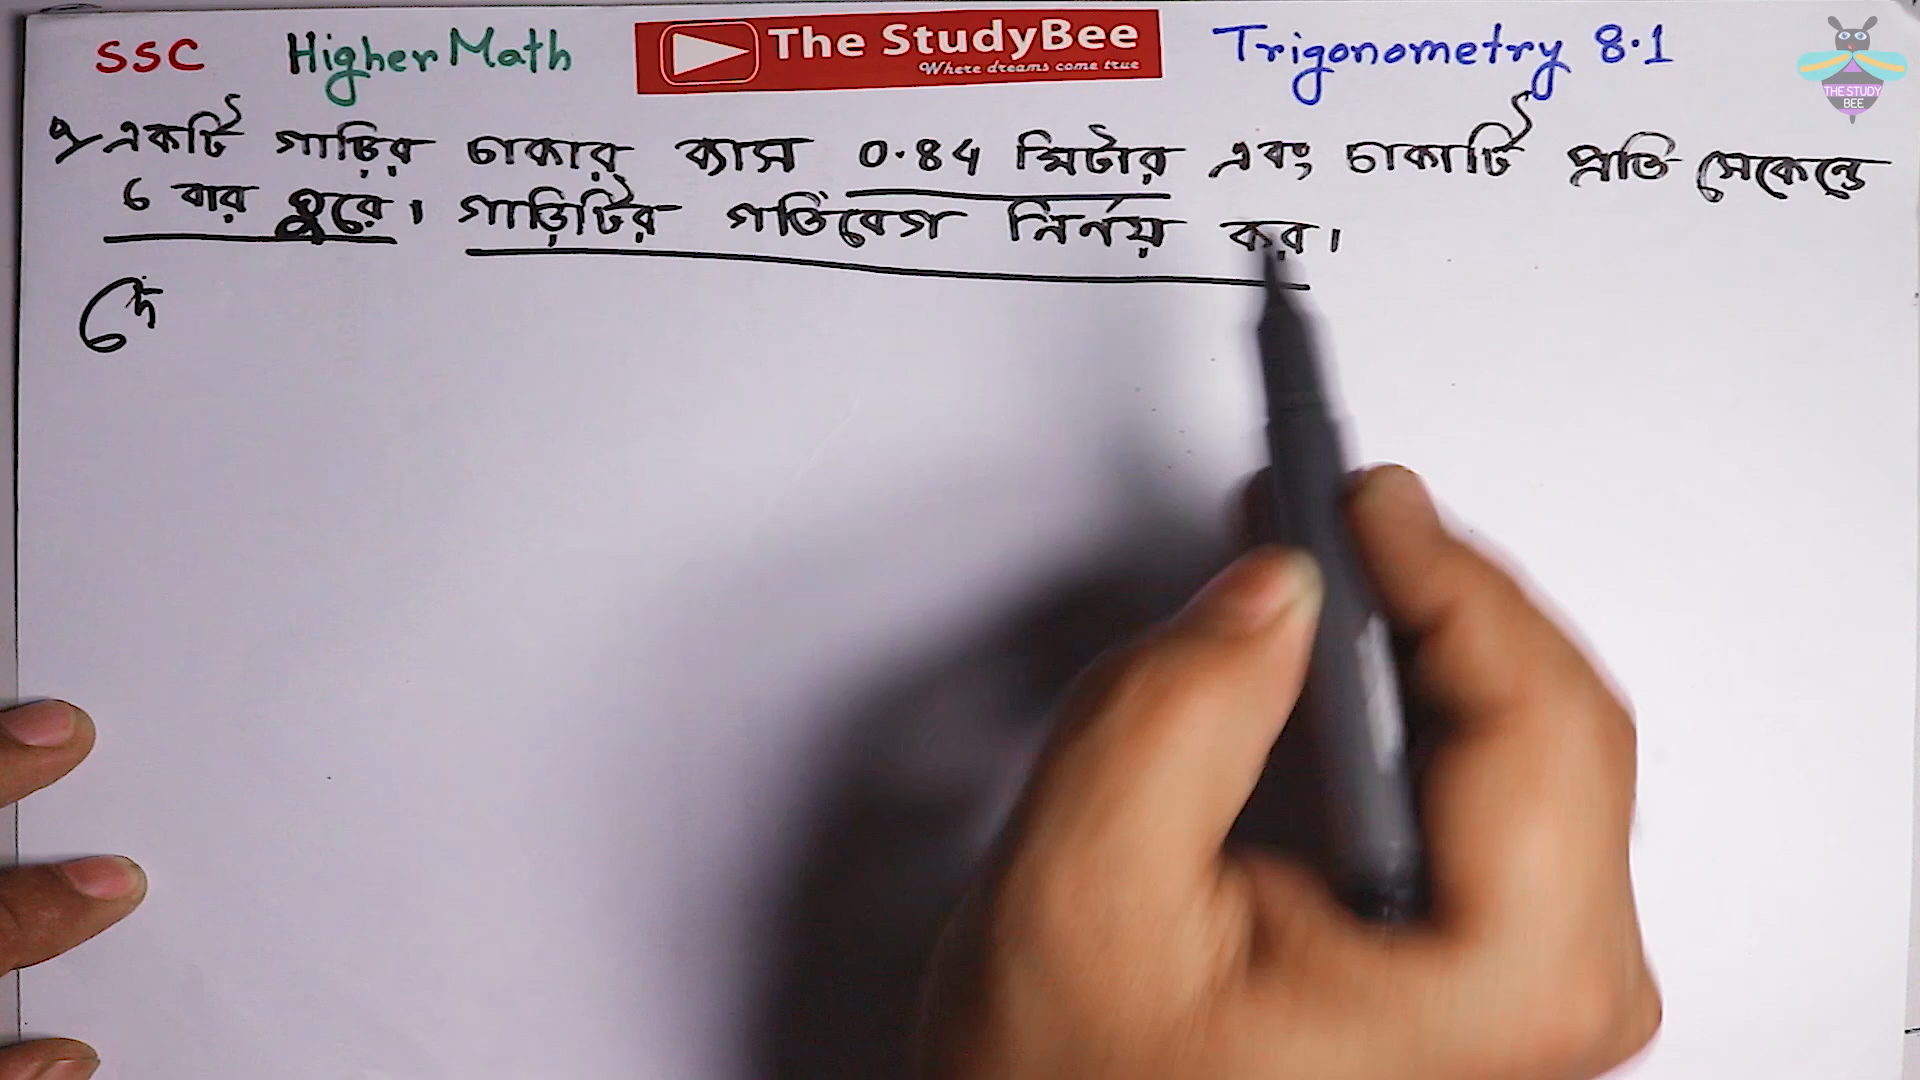 SSC Higher Math The StudyBee Trigonometry 8.1
Where dreams come true
THE STUDY
BEE
৭ একটি গাড়ির চাকার ব্যাস 0.84 মিটার এবং চাকাটি প্রতি সেকেন্ডে
6 বার ঘুরে। গাড়িটির গতিবেগ নির্ণয় কর।